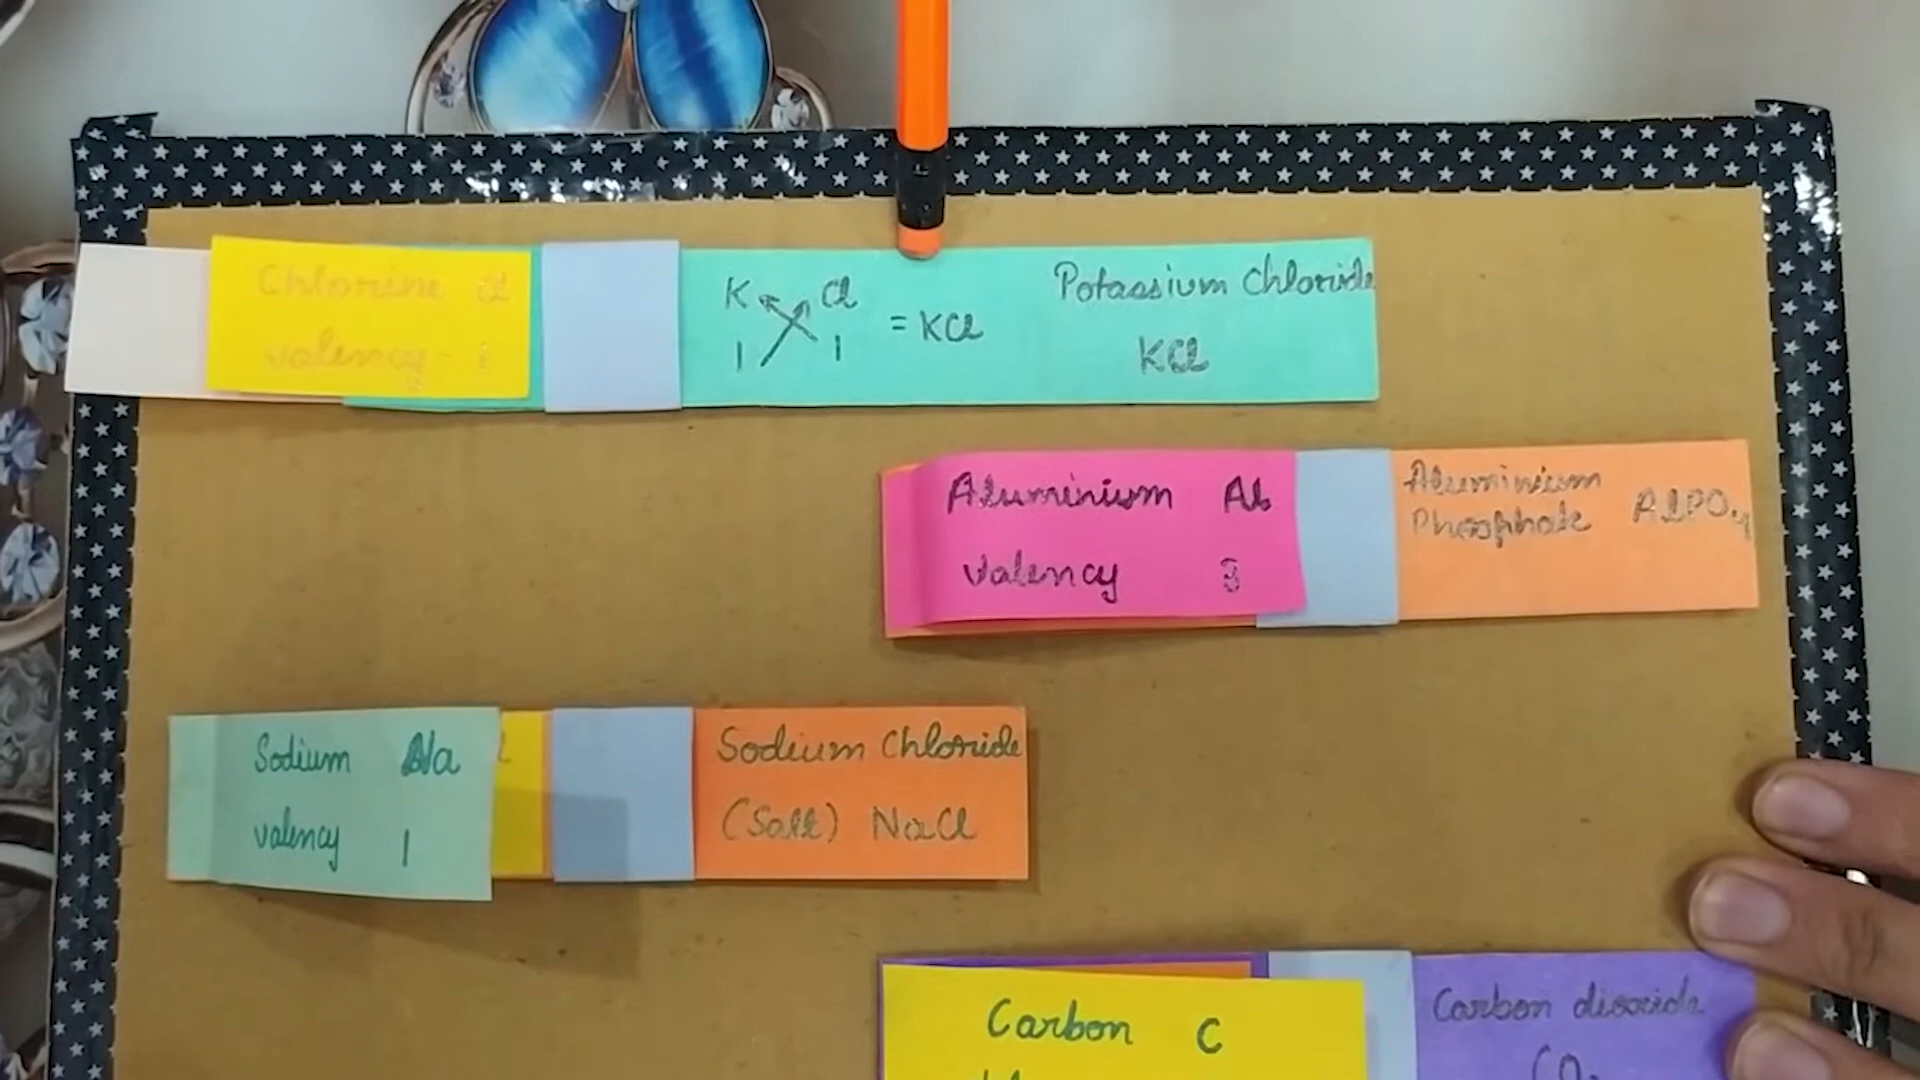 Chlorine Cl
valency - 1
K Cl
1 1
= KCl
Potassium Chloride
KCl
Aluminium Al
valency 3
Aluminium
Phosphate AlPO4
Sodium Na
valency 1
Sodium Chloride
(Salt) NaCl
Carbon C
Carbon dioxide